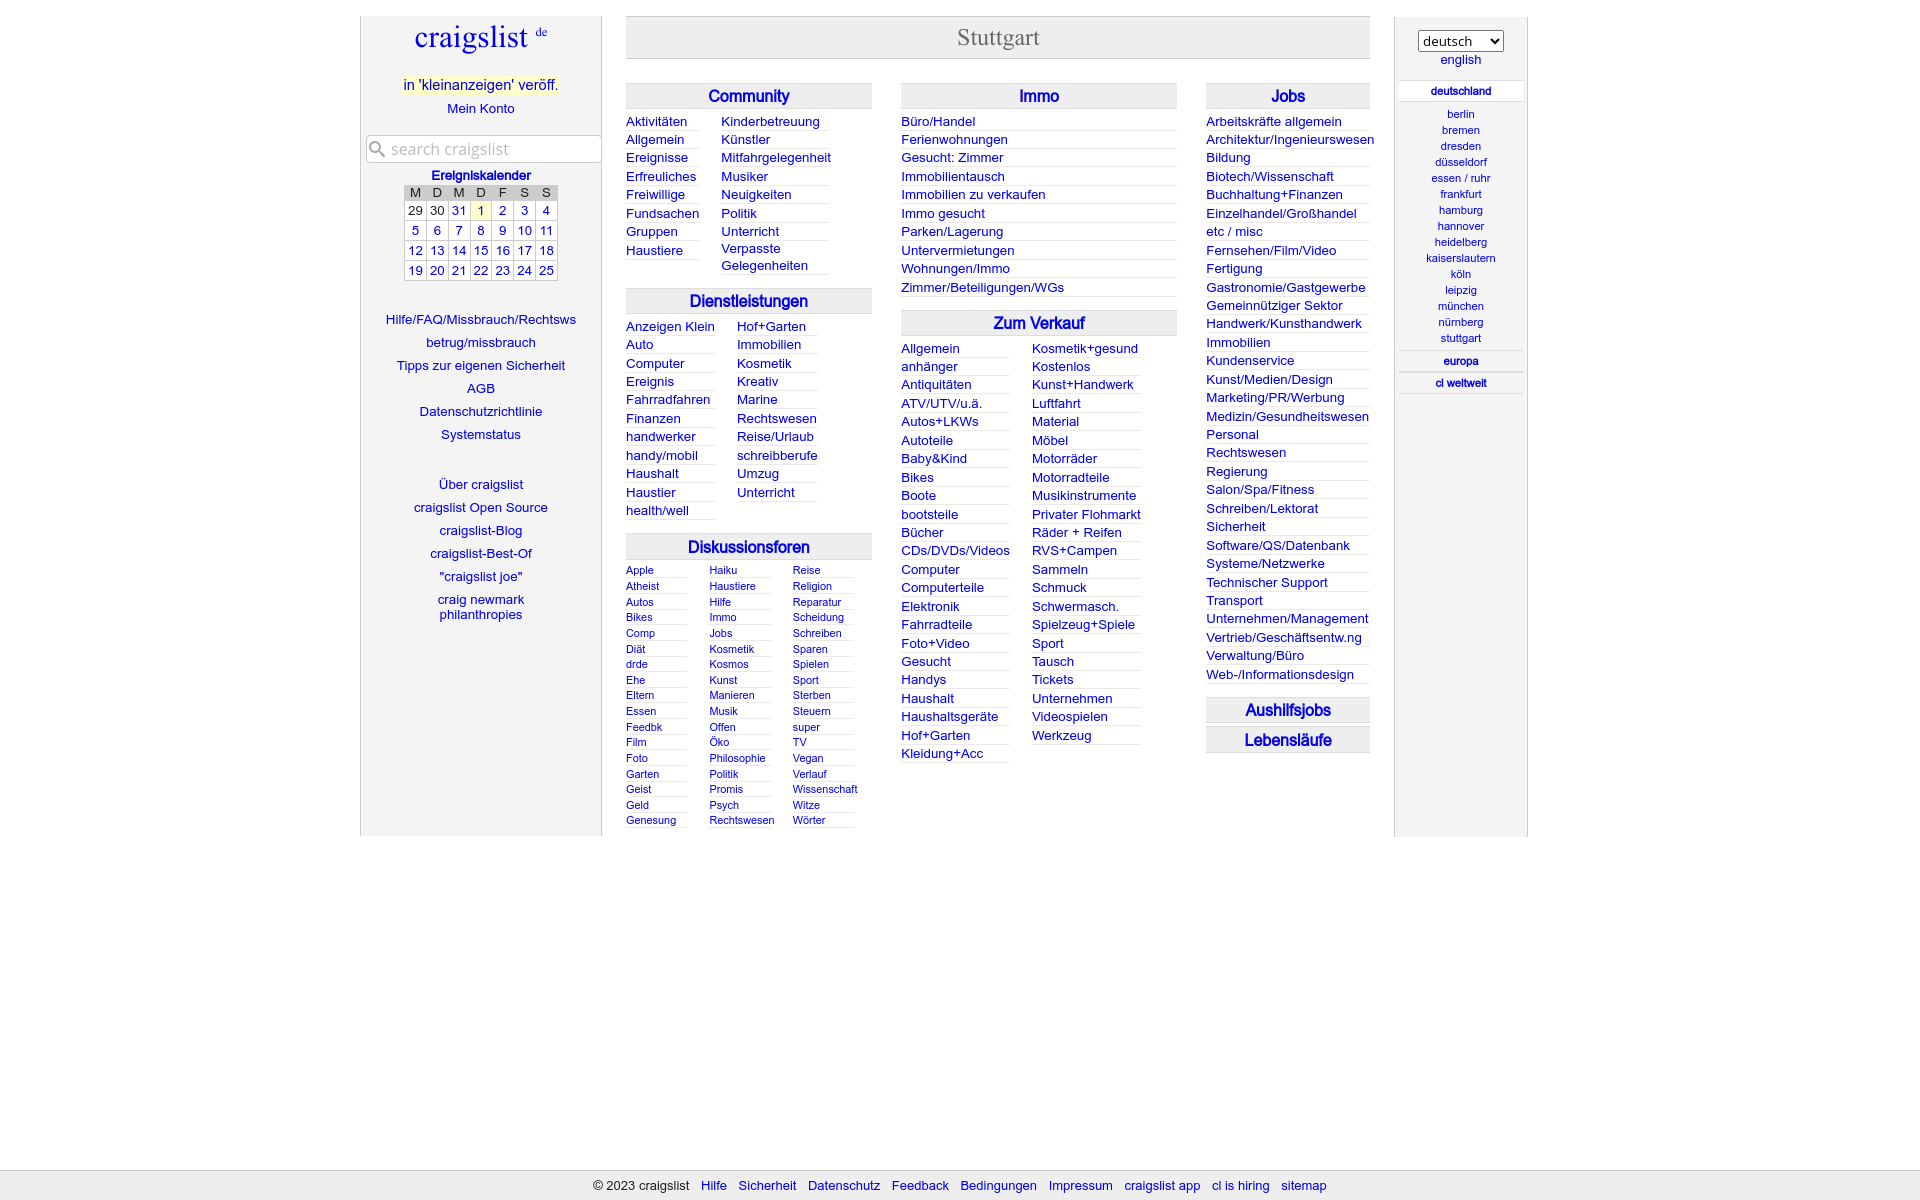 craigslist de
in 'kleinanzeigen' veröff.
Mein Konto
search craigslist
Ereigniskalender
M D M D F S S
29 30 31 1 2 3 4
5 6 7 8 9 10 11
12 13 14 15 16 17 18
19 20 21 22 23 24 25
Hilfe/FAQ/Missbrauch/Rechtsws
betrug/missbrauch
Tipps zur eigenen Sicherheit
AGB
Datenschutzrichtlinie
Systemstatus
Über craigslist
craigslist Open Source
craigslist-Blog
craigslist-Best-Of
"craigslist joe"
craig newmark
philanthropies
Stuttgart
Community
Aktivitäten
Allgemein
Ereignisse
Erfreuliches
Freiwillige
Fundsachen
Gruppen
Haustiere
Kinderbetreuung
Künstler
Mitfahrgelegenheit
Musiker
Neuigkeiten
Politik
Unterricht
Verpasste
Gelegenheiten
Dienstleistungen
Anzeigen Klein
Auto
Computer
Ereignis
Fahrradfahren
Finanzen
handwerker
handy/mobil
Haushalt
Haustier
health/well
Hof+Garten
Immobilien
Kosmetik
Kreativ
Marine
Rechtswesen
Reise/Urlaub
schreibberufe
Umzug
Unterricht
Diskussionsforen
Apple
Atheist
Autos
Bikes
Comp
Diät
drde
Ehe
Eltern
Essen
Feedbk
Film
Foto
Garten
Geist
Geld
Genesung
Haiku
Haustiere
Hilfe
Immo
Jobs
Kosmetik
Kosmos
Kunst
Manieren
Musik
Offen
Öko
Philosophie
Politik
Promis
Psych
Rechtswesen
Reise
Religion
Reparatur
Scheidung
Schreiben
Sparen
Spielen
Sport
Sterben
Steuern
super
TV
Vegan
Verlauf
Wissenschaft
Witze
Wörter
Immo
Büro/Handel
Ferienwohnungen
Gesucht: Zimmer
Immobilientausch
Immobilien zu verkaufen
Immo gesucht
Parken/Lagerung
Untervermietungen
Wohnungen/Immo
Zimmer/Beteiligungen/WGs
Zum Verkauf
Allgemein
anhänger
Antiquitäten
ATV/UTV/u.ä.
Autos+LKWs
Autoteile
Baby&Kind
Bikes
Boote
bootsteile
Bücher
CDs/DVDs/Videos
Computer
Computerteile
Elektronik
Fahrradteile
Foto+Video
Gesucht
Handys
Haushalt
Haushaltsgeräte
Hof+Garten
Kleidung+Acc
Kosmetik+gesund
Kostenlos
Kunst+Handwerk
Luftfahrt
Material
Möbel
Motorräder
Motorradteile
Musikinstrumente
Privater Flohmarkt
Räder + Reifen
RVS+Campen
Sammeln
Schmuck
Schwermasch.
Spielzeug+Spiele
Sport
Tausch
Tickets
Unternehmen
Videospielen
Werkzeug
Jobs
Arbeitskräfte allgemein
Architektur/Ingenieurswesen
Bildung
Biotech/Wissenschaft
Buchhaltung+Finanzen
Einzelhandel/Großhandel
etc / misc
Fernsehen/Film/Video
Fertigung
Gastronomie/Gastgewerbe
Gemeinnütziger Sektor
Handwerk/Kunsthandwerk
Immobilien
Kundenservice
Kunst/Medien/Design
Marketing/PR/Werbung
Medizin/Gesundheitswesen
Personal
Rechtswesen
Regierung
Salon/Spa/Fitness
Schreiben/Lektorat
Sicherheit
Software/QS/Datenbank
Systeme/Netzwerke
Technischer Support
Transport
Unternehmen/Management
Vertrieb/Geschäftsentw.ng
Verwaltung/Büro
Web-/Informationsdesign
Aushilfsjobs
Lebensläufe
deutsch
english
deutschland
berlin
bremen
dresden
düsseldorf
essen / ruhr
frankfurt
hamburg
hannover
heidelberg
kaiserslautern
köln
leipzig
münchen
nürnberg
stuttgart
europa
cl weltweit
© 2023 craigslist Hilfe Sicherheit Datenschutz Feedback Bedingungen Impressum craigslist app cl is hiring sitemap